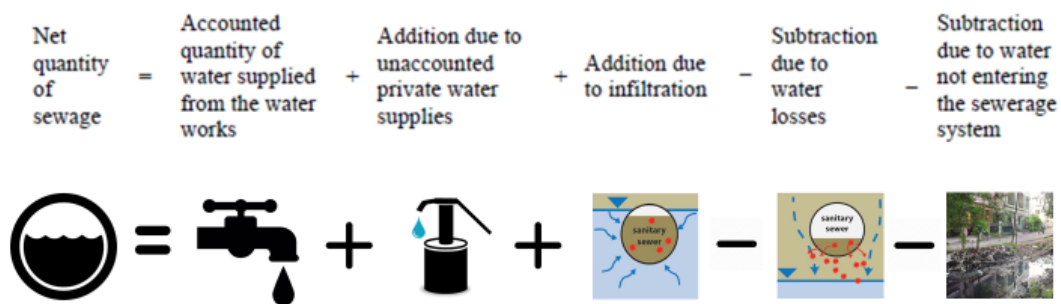 Net
quantity
of
sewage
=
Accounted
quantity of
water supplied
from the water
works
+
Addition due to
unaccounted
private water
supplies
+
Addition due
to infiltration
−
Subtraction
due to
water
losses
−
Subtraction
due to water
not entering
the sewerage
system
=
+
+
sanitary
sewer
−
sanitary
sewer
−